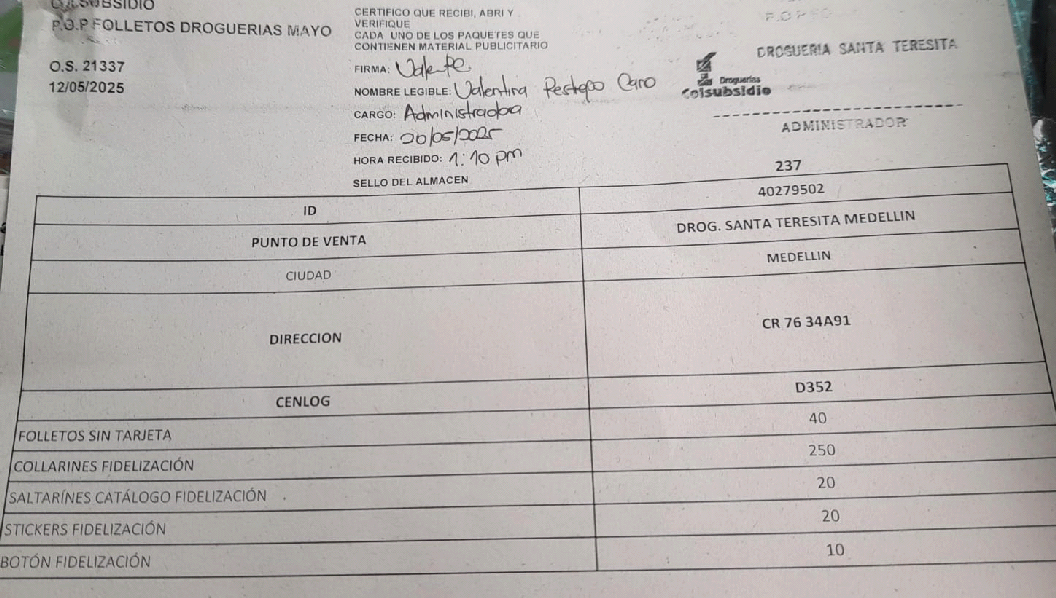 COLSUBSIDIO
P.O.P FOLLETOS DROGUERIAS MAYO
O.S. 21337
12/05/2025
CERTIFICO QUE RECIBI, ABRI Y
VERIFIQUE
CADA UNO DE LOS PAQUETES QUE
CONTIENEN MATERIAL PUBLICITARIO
FIRMA:
NOMBRE LEGIBLE: Valentina Restrepo Cano
CARGO: Administradora
FECHA: 20/05/2025
HORA RECIBIDO: 1:10 pm
SELLO DEL ALMACEN
DROGUERIA SANTA TERESITA
Droguerías
Colsubsidio
ADMINISTRADOR
237
ID 40279502
PUNTO DE VENTA DROG. SANTA TERESITA MEDELLIN
CIUDAD MEDELLIN
DIRECCION CR 76 34A91
CENLOG D352
FOLLETOS SIN TARJETA 40
COLLARINES FIDELIZACIÓN 250
SALTARÍNES CATÁLOGO FIDELIZACIÓN 20
STICKERS FIDELIZACIÓN 20
BOTÓN FIDELIZACIÓN 10